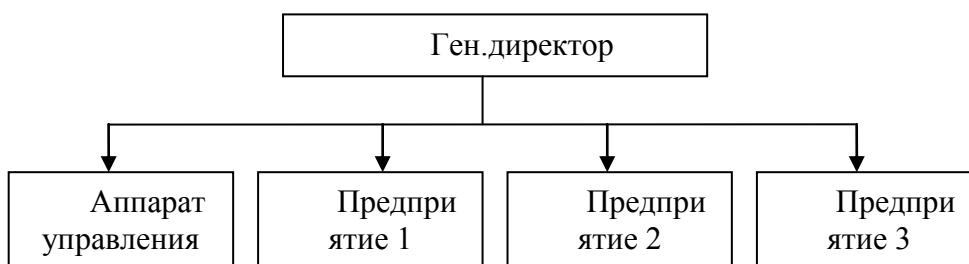 Ген.директор
Аппарат
управления
Предпри
ятие 1
Предпри
ятие 2
Предпри
ятие 3